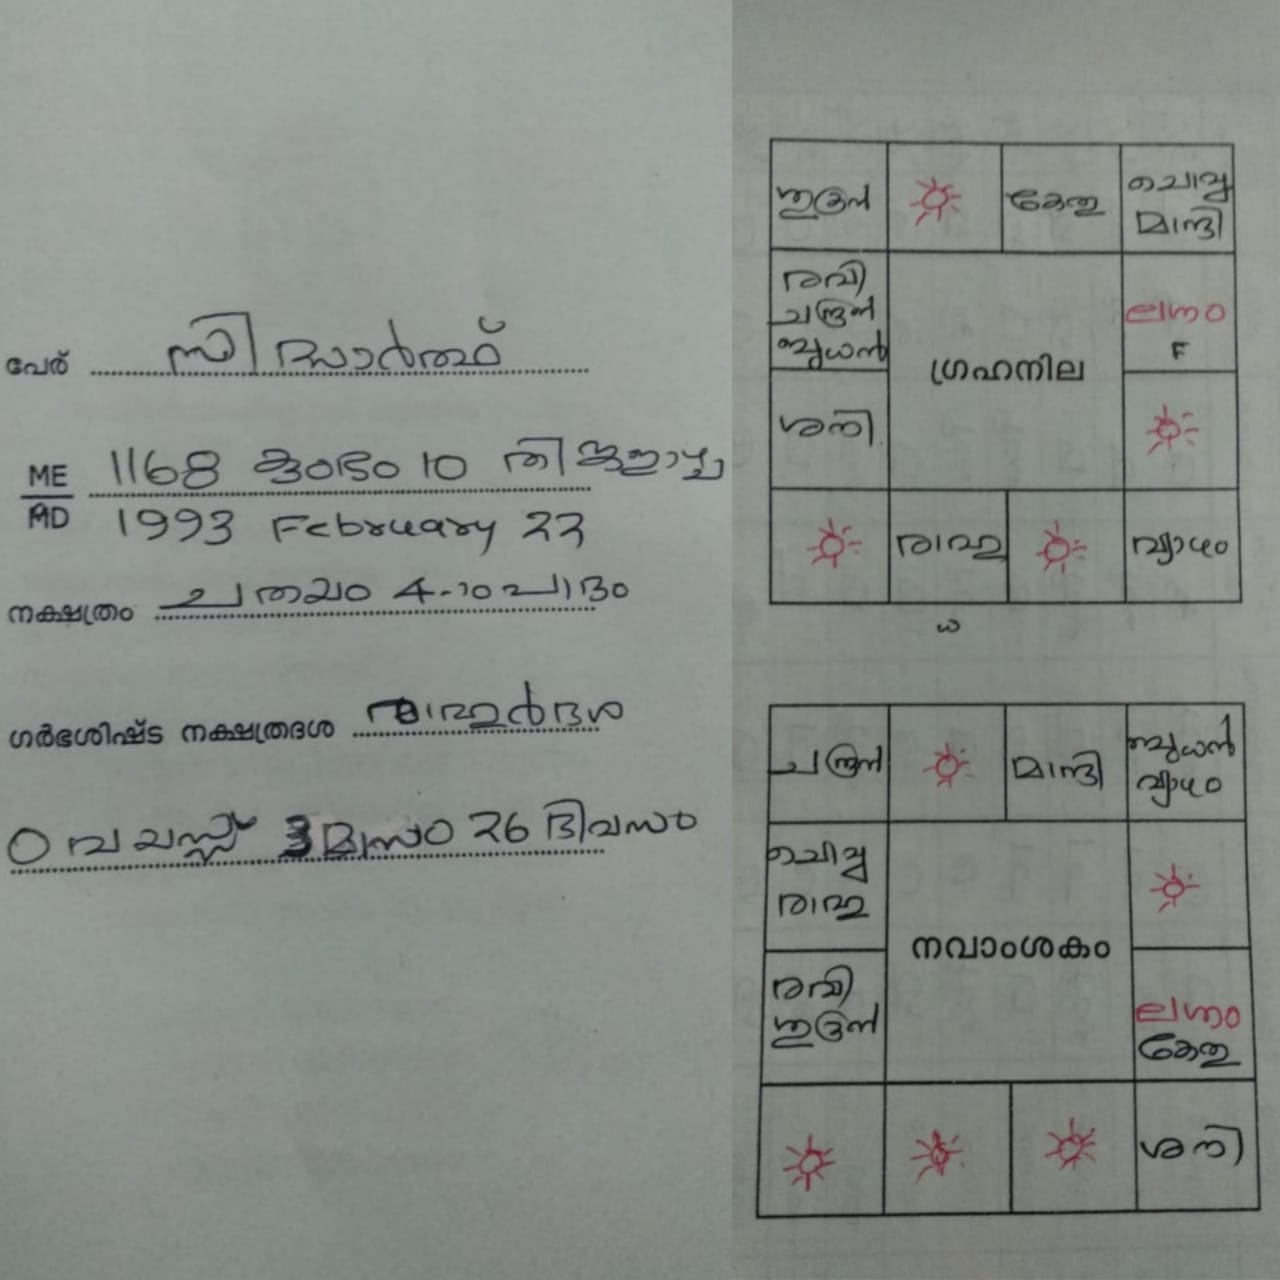 പേര് സിദ്ധാർത്ഥ്
ME 1168 കുംഭം 10 തിങ്കളാഴ്ച
AD 1993 February 22
നക്ഷത്രം ചതയം 4-ാം പാദം
ഗർഭശിഷ്ട നക്ഷത്രദശ രാഹുർദശ
0 വയസ്സ് 3 മാസം 26 ദിവസം
ശുക്രൻ കേതു ചൊവ്വ
മാന്ദി
രവി
ചന്ദ്രൻ
ബുധൻ
ലഗ്നം
F
ഗ്രഹനില
ശനി
രാഹു വ്യാഴം
ചന്ദ്രൻ മാന്ദി ബുധൻ
വ്യാഴം
ചൊവ്വ
രാഹു
നവാംശകം
രവി
ശുക്രൻ
ലഗ്നം
കേതു
ശനി